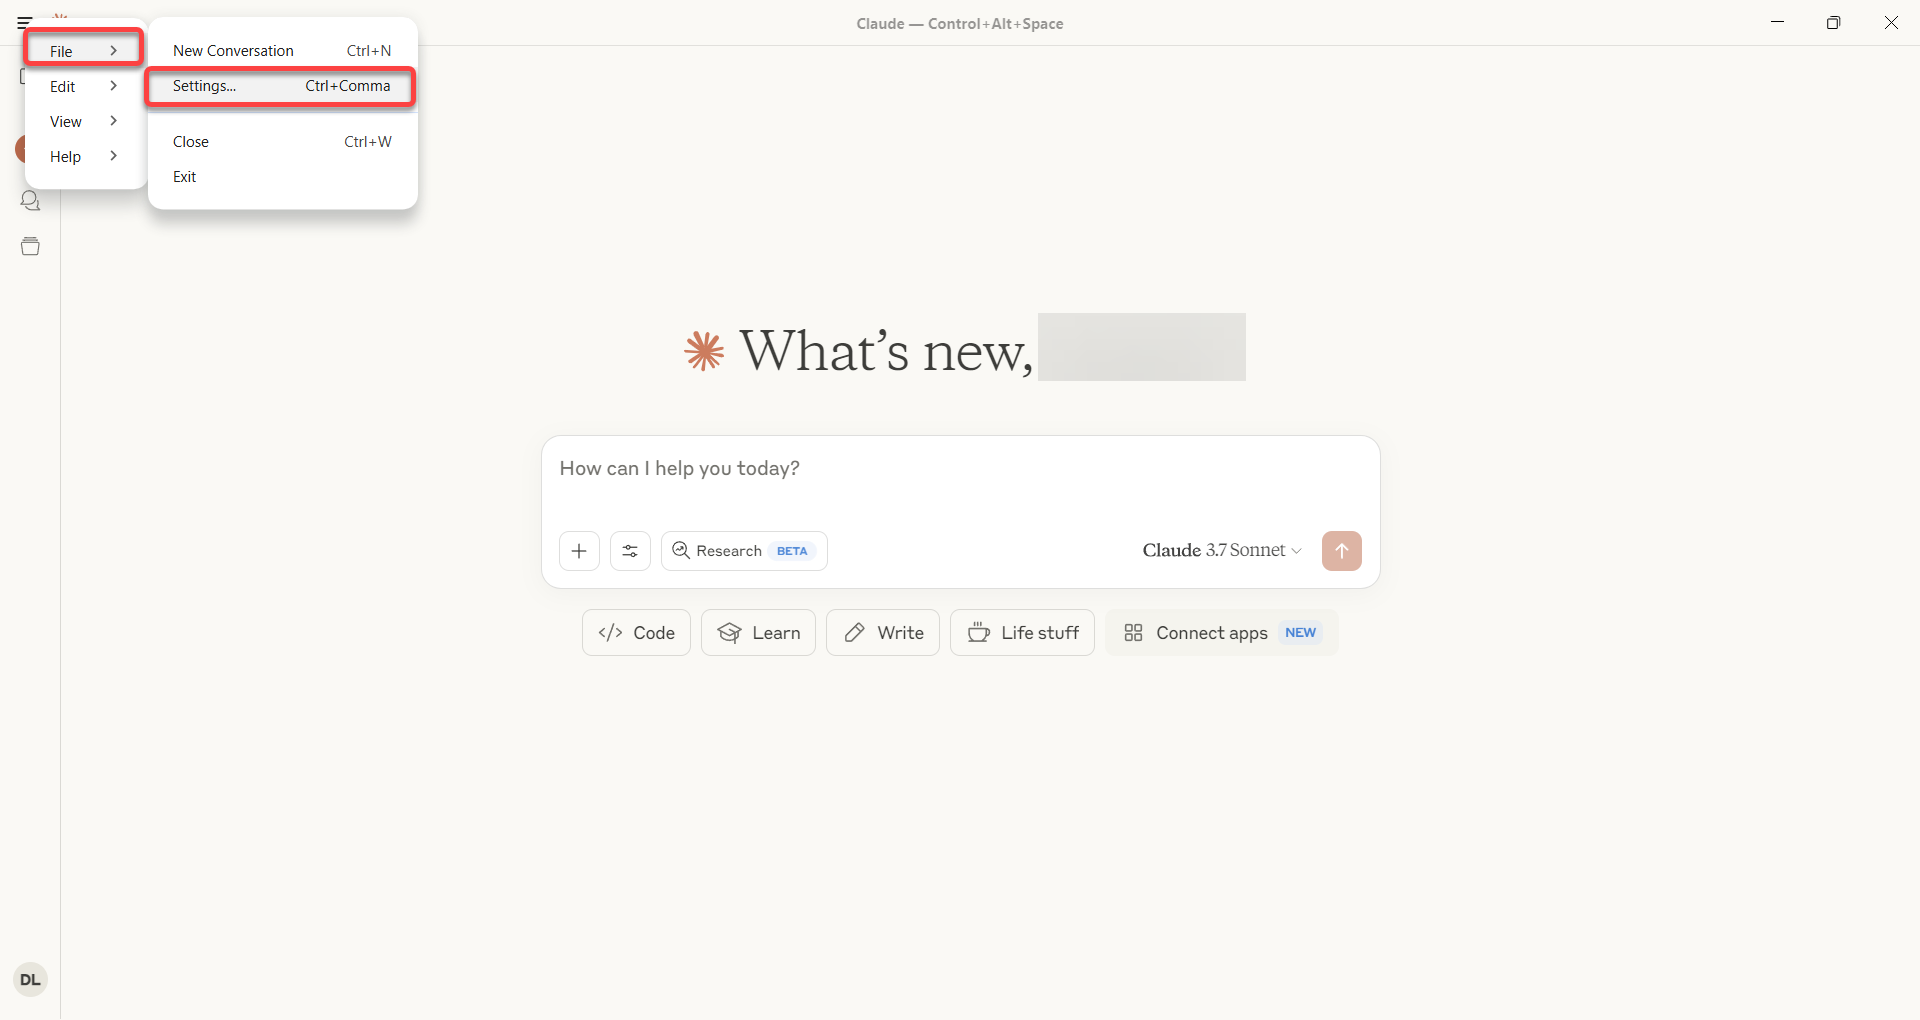 Claude — Control+Alt+Space
File
Edit
View
Help
New Conversation Ctrl+N
Settings... Ctrl+Comma
Close Ctrl+W
Exit
What's new,
How can I help you today?
Research BETA
Claude 3.7 Sonnet
Code
Learn
Write
Life stuff
Connect apps NEW
DL